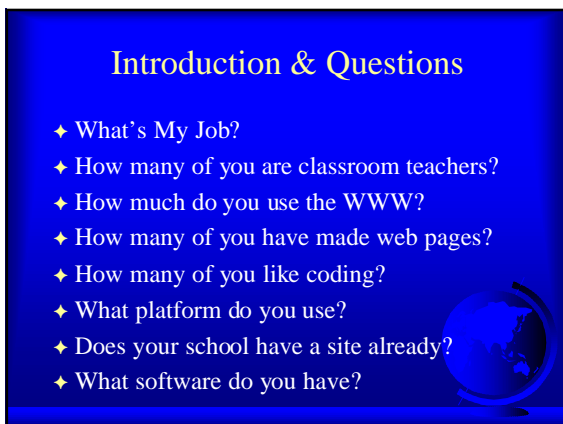 Introduction & Questions
✦ What's My Job?
✦ How many of you are classroom teachers?
✦ How much do you use the WWW?
✦ How many of you have made web pages?
✦ How many of you like coding?
✦ What platform do you use?
✦ Does your school have a site already?
✦ What software do you have?